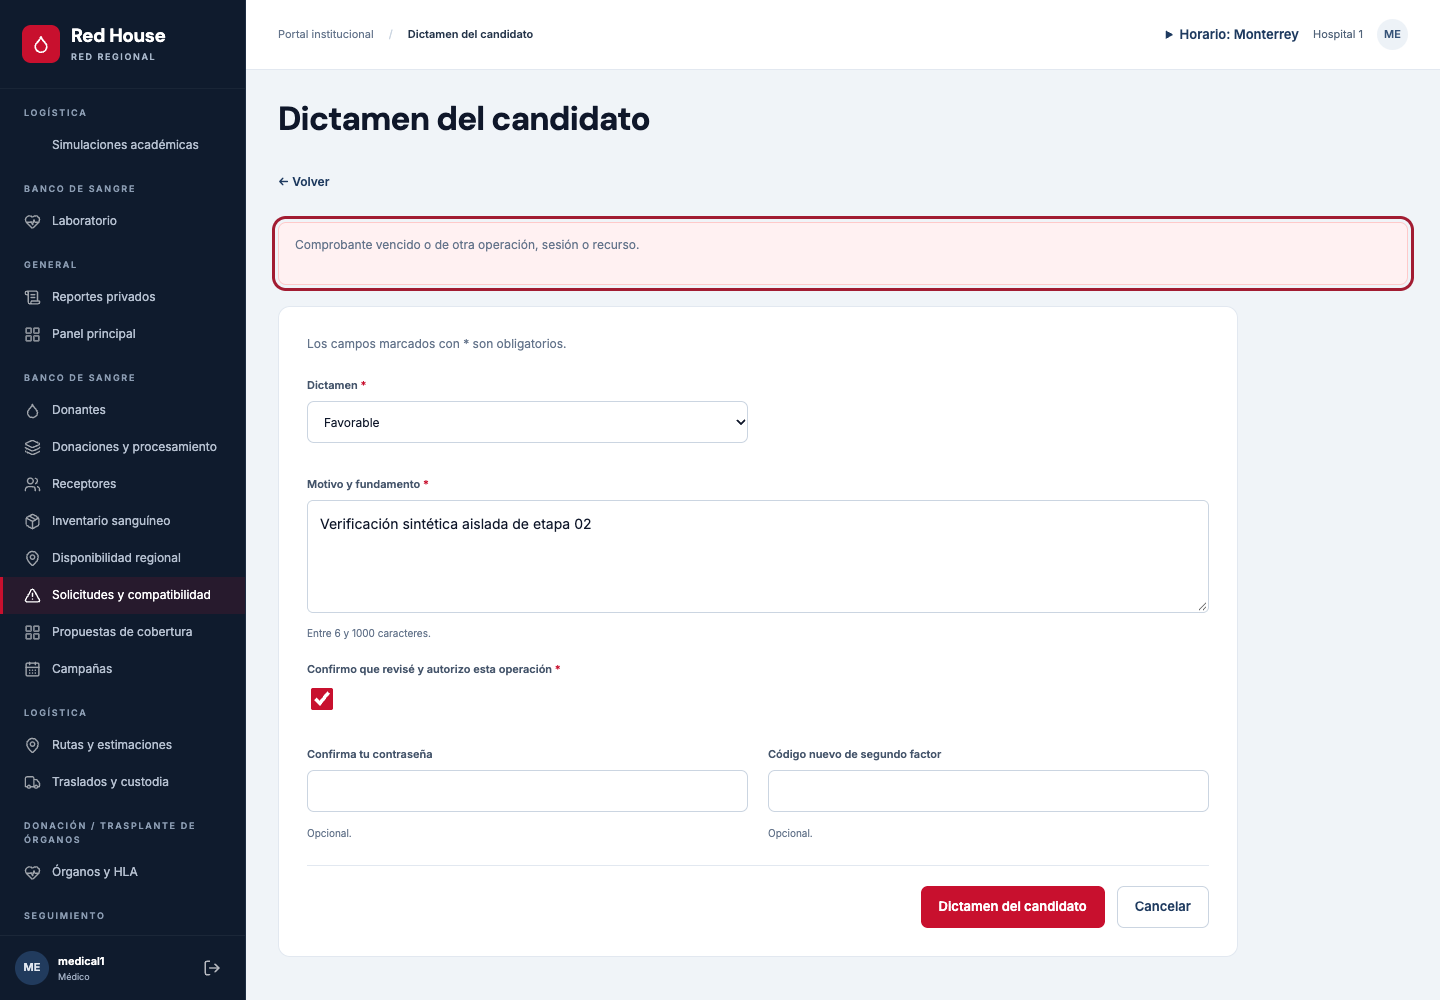 Red House
RED REGIONAL
LOGÍSTICA
Simulaciones académicas
BANCO DE SANGRE
Laboratorio
GENERAL
Reportes privados
Panel principal
BANCO DE SANGRE
Donantes
Donaciones y procesamiento
Receptores
Inventario sanguíneo
Disponibilidad regional
Solicitudes y compatibilidad
Propuestas de cobertura
Campañas
LOGÍSTICA
Rutas y estimaciones
Traslados y custodia
DONACIÓN / TRASPLANTE DE
ÓRGANOS
Órganos y HLA
SEGUIMIENTO
ME
medical1
Médico
Portal institucional / Dictamen del candidato
▶ Horario: Monterrey Hospital 1 ME
Dictamen del candidato
← Volver
Comprobante vencido o de otra operación, sesión o recurso.
Los campos marcados con * son obligatorios.
Dictamen *
Favorable
Motivo y fundamento *
Verificación sintética aislada de etapa 02
Entre 6 y 1000 caracteres.
Confirmo que revisé y autorizo esta operación *
Confirma tu contraseña Código nuevo de segundo factor
Opcional. Opcional.
Dictamen del candidato Cancelar